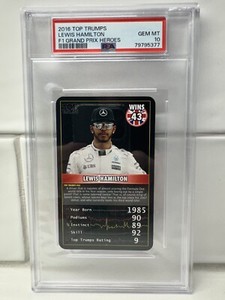 2016 TOP TRUMPS
LEWIS HAMILTON GEM MT
F1 GRAND PRIX HEROES 10
PSA 79795377
WINS
43
LEWIS HAMILTON
Year Born 1985
Podiums 90
Instinct 89
Skill 92
Top Trumps Rating 9